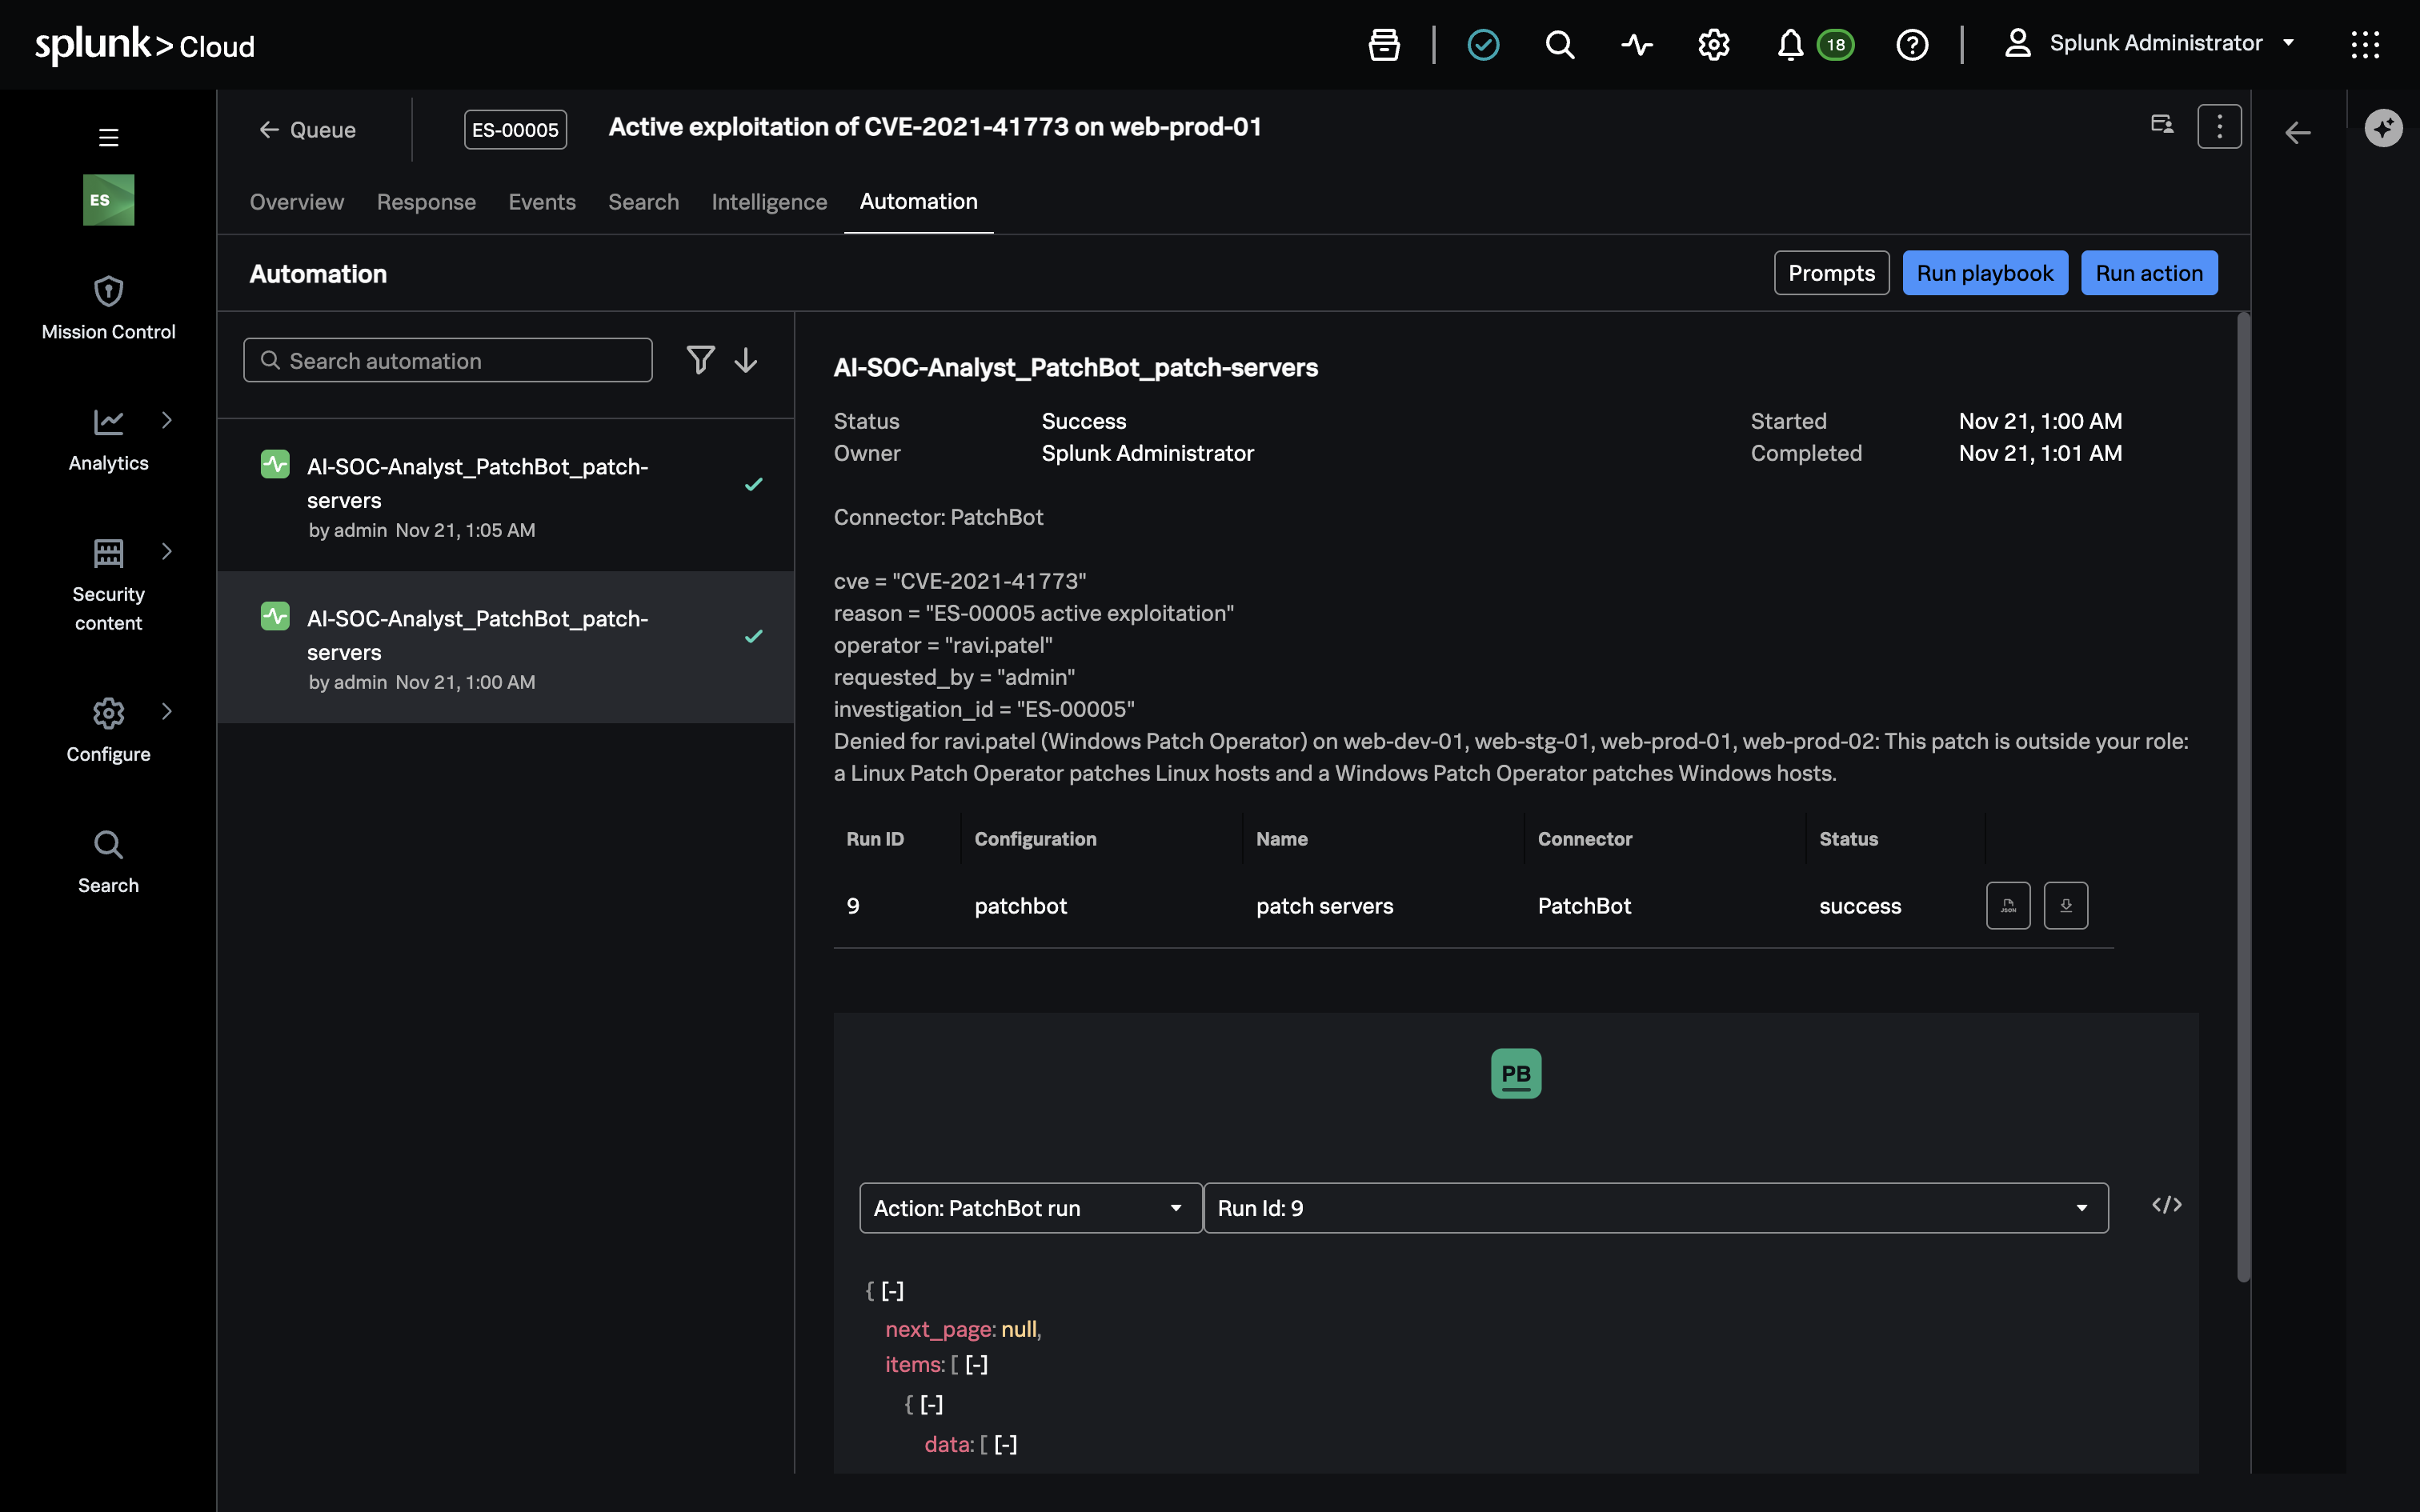 splunk>Cloud
18
Splunk Administrator
Queue
ES-00005
Active exploitation of CVE-2021-41773 on web-prod-01
ES
Mission Control
Analytics
Security
content
Configure
Search
Overview
Response
Events
Search
Intelligence
Automation
Automation
Prompts
Run playbook
Run action
Search automation
AI-SOC-Analyst_PatchBot_patch-
servers
by admin Nov 21, 1:05 AM
AI-SOC-Analyst_PatchBot_patch-
servers
by admin Nov 21, 1:00 AM
AI-SOC-Analyst_PatchBot_patch-servers
Status Success Started Nov 21, 1:00 AM
Owner Splunk Administrator Completed Nov 21, 1:01 AM
Connector: PatchBot
cve = "CVE-2021-41773"
reason = "ES-00005 active exploitation"
operator = "ravi.patel"
requested_by = "admin"
investigation_id = "ES-00005"
Denied for ravi.patel (Windows Patch Operator) on web-dev-01, web-stg-01, web-prod-01, web-prod-02: This patch is outside your role:
a Linux Patch Operator patches Linux hosts and a Windows Patch Operator patches Windows hosts.
Run ID Configuration Name Connector Status
9 patchbot patch servers PatchBot success
JSON
PB
Action: PatchBot run
Run Id: 9
</>
{ [-]
next_page: null,
items: [ [-]
{ [-]
data: [ [-]